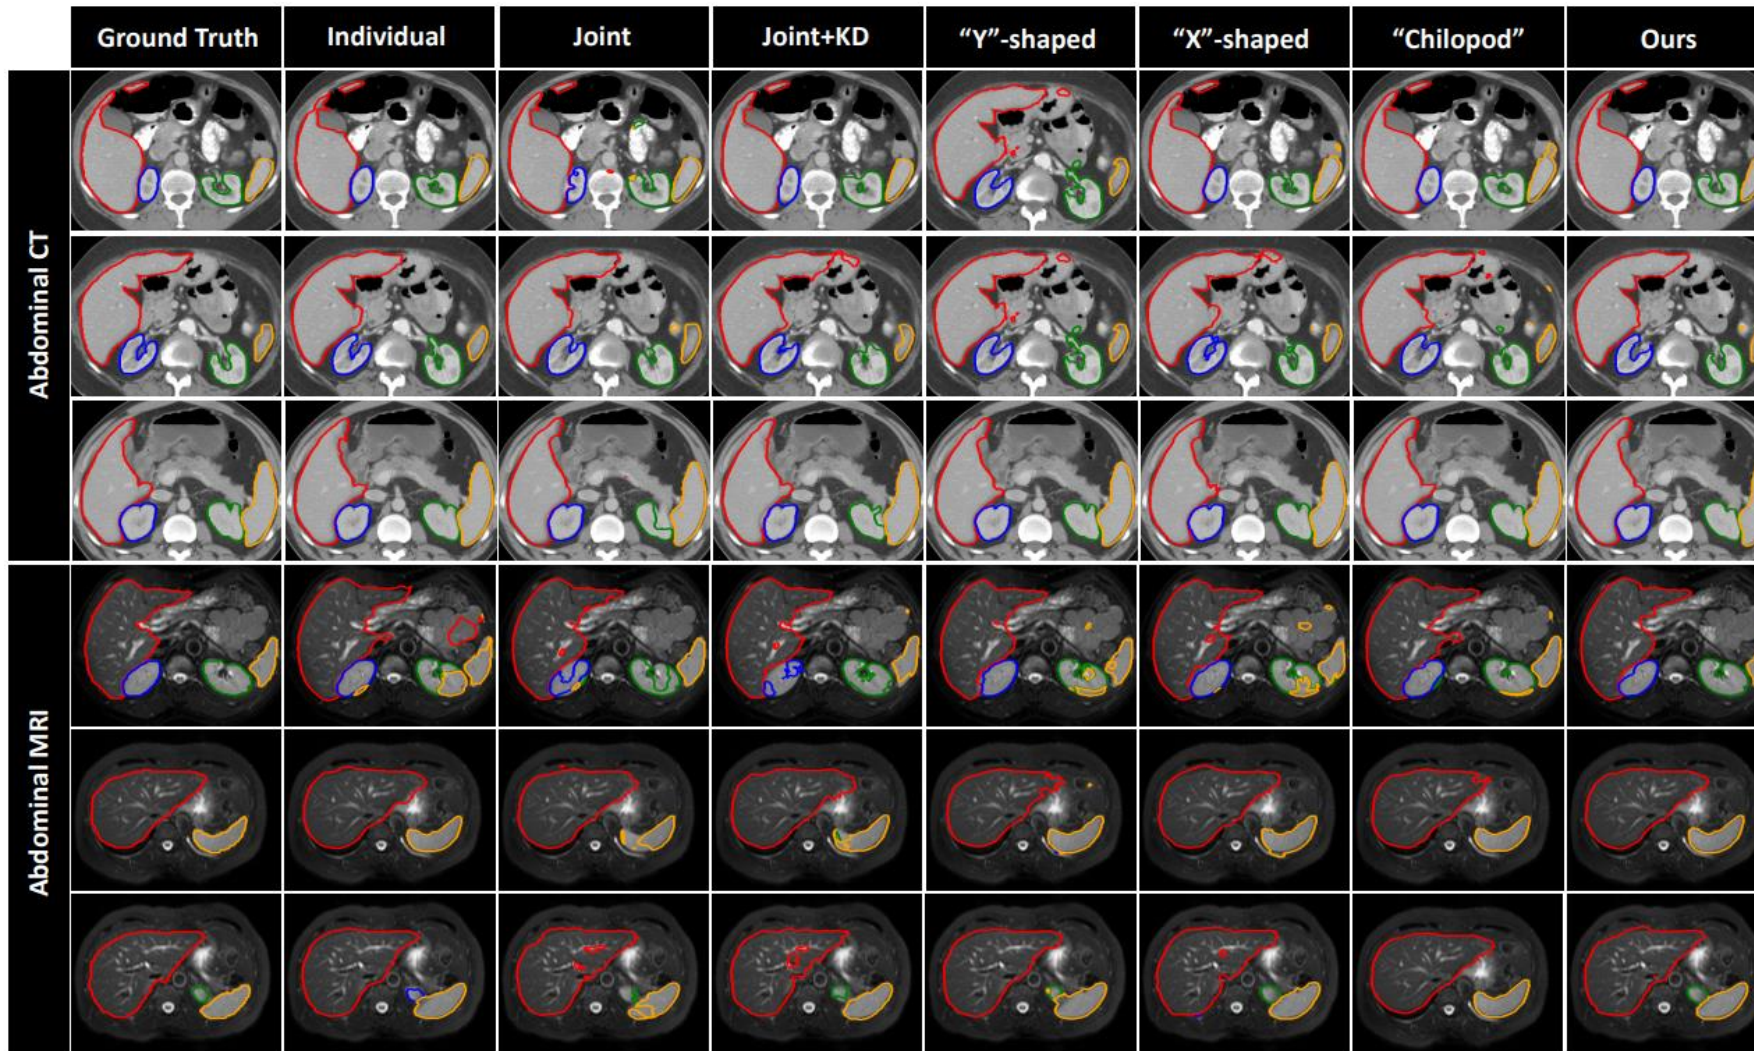 Ground Truth
Individual
Joint
Joint+KD
“Y”-shaped
“X”-shaped
“Chilopod”
Ours
Abdominal CT
Abdominal MRI